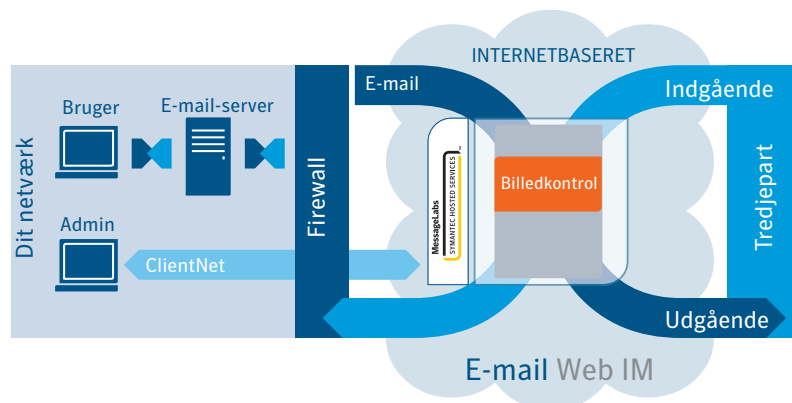 INTERNETBASERET
Dit netværk
Bruger
E-mail-server
Admin
ClientNet
Firewall
E-mail
MessageLabs
SYMANTEC HOSTED SERVICES
Billedkontrol
Indgående
Tredjepart
Udgående
E-mail Web IM